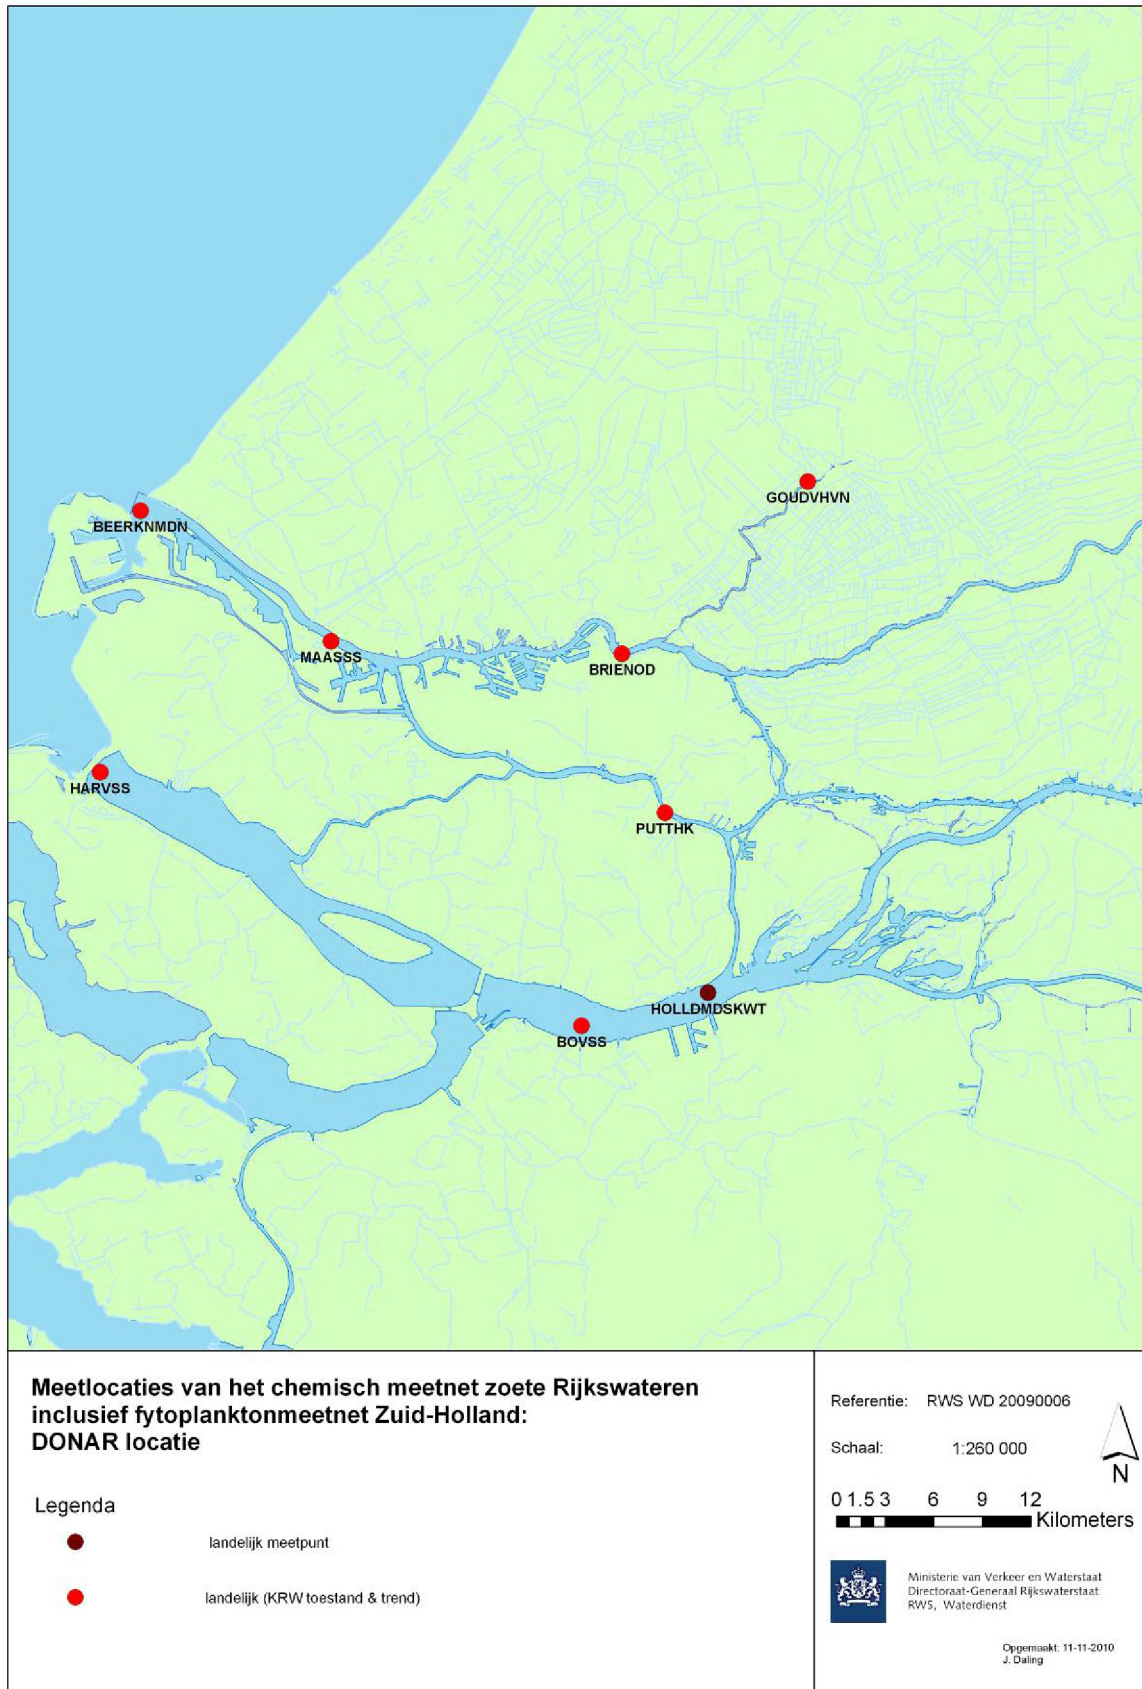 GOUDVHVN
BEERKNMDN
MAASSS
BRIENOD
HARVSS
PUTTHK
HOLLDMDSKWT
BOVSS
Meetlocaties van het chemisch meetnet zoete Rijkswateren
inclusief fytoplanktonmeetnet Zuid-Holland:
DONAR locatie
Legenda
landelijk meetpunt
landelijk (KRW toestand & trend)
Referentie: RWS WD 20090006
Schaal: 1:260 000
N
0 1.5 3 6 9 12
Kilometers
Ministerie van Verkeer en Waterstaat
Directoraat-Generaal Rijkswaterstaat
RWS, Waterdienst
Opgemaakt: 11-11-2010
J. Daling